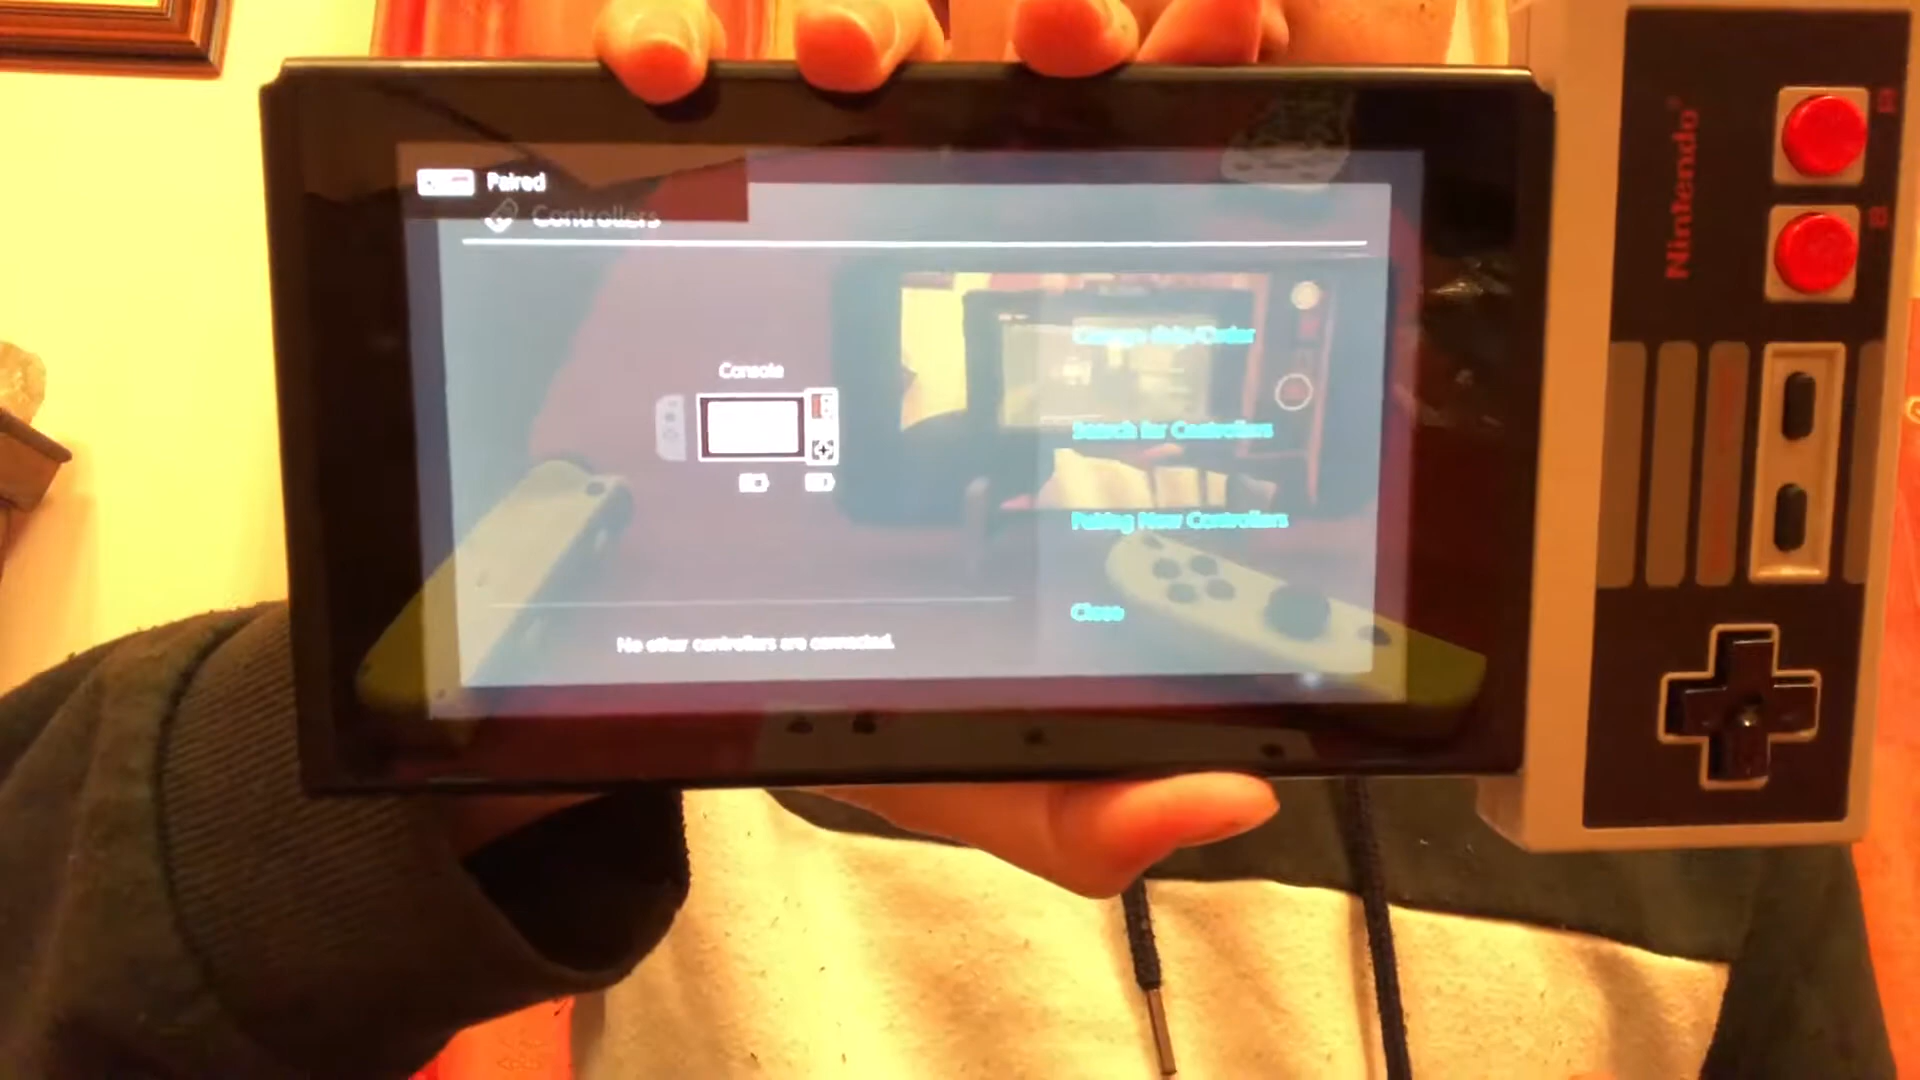 Paired
Controllers
Console
Change Grip/Order
Search for Controllers
Pairing New Controllers
Close
No other controllers are connected.
Nintendo®
A
B